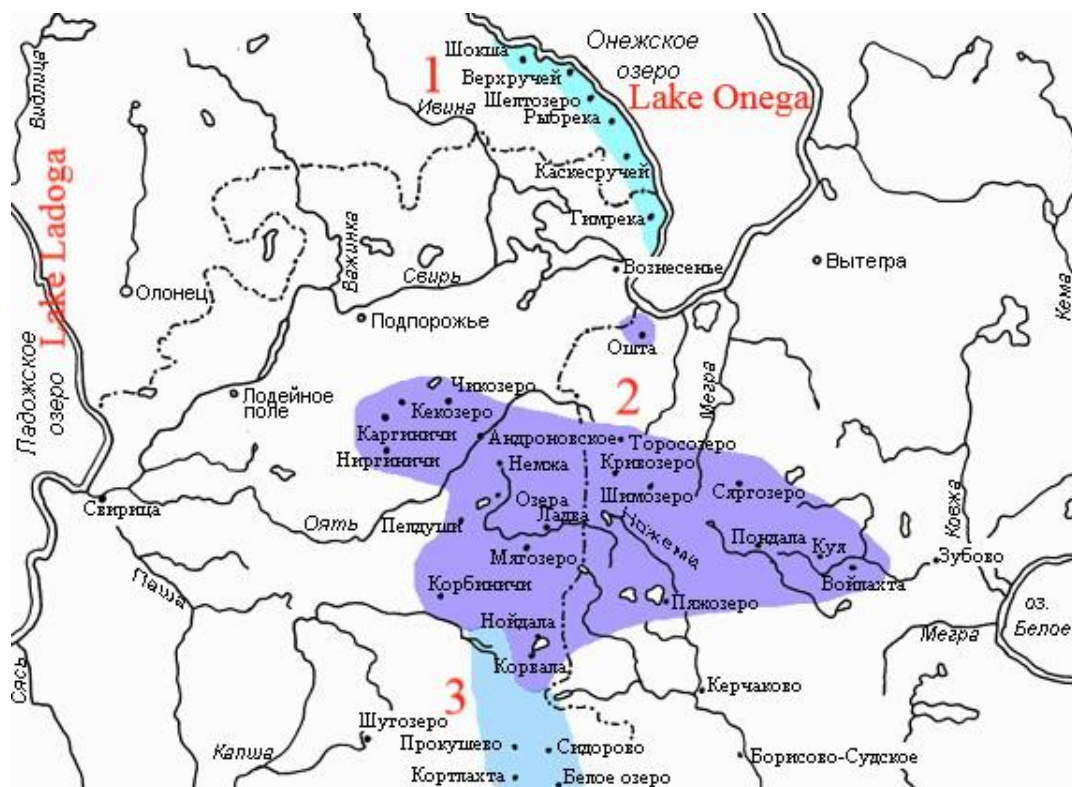 Шокша
Онежское
озеро
1
Верхручей
Видлица
Шелтозеро
Lake Onega
Ивина
Рыбрека
Каскесручей
Lake Ladoga
Гимрека
Важинка
Вознесенье
Вытегра
Свирь
Кема
Олонец
Подпорожье
Ошта
Ладожское
озеро
Лодейное
поле
Чикозеро
2
Мегра
Кекозеро
Каргиничи
Андроновское
Торосозеро
Ниргиничи
Немжа
Кривозеро
Шимозеро
Сяргозеро
Свирица
Озера
Оять
Пелдуши
Ладва
Ножема
Ковжа
Пондала
Куя
Мягозеро
Зубово
Войлахта
Паша
Корбиничи
Пяжозеро
оз.
Белое
Нойдала
Мегра
Корвала
Сясь
3
Керчаково
Шутозеро
Капша
Прокушево
Сидорово
Борисово-Судское
Кортлахта
Белое озеро